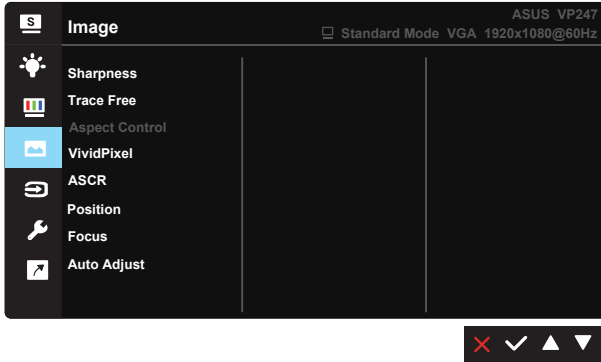 S
Image
ASUS VP247
Standard Mode VGA 1920x1080@60Hz
Sharpness
Trace Free
Aspect Control
VividPixel
ASCR
Position
Focus
Auto Adjust